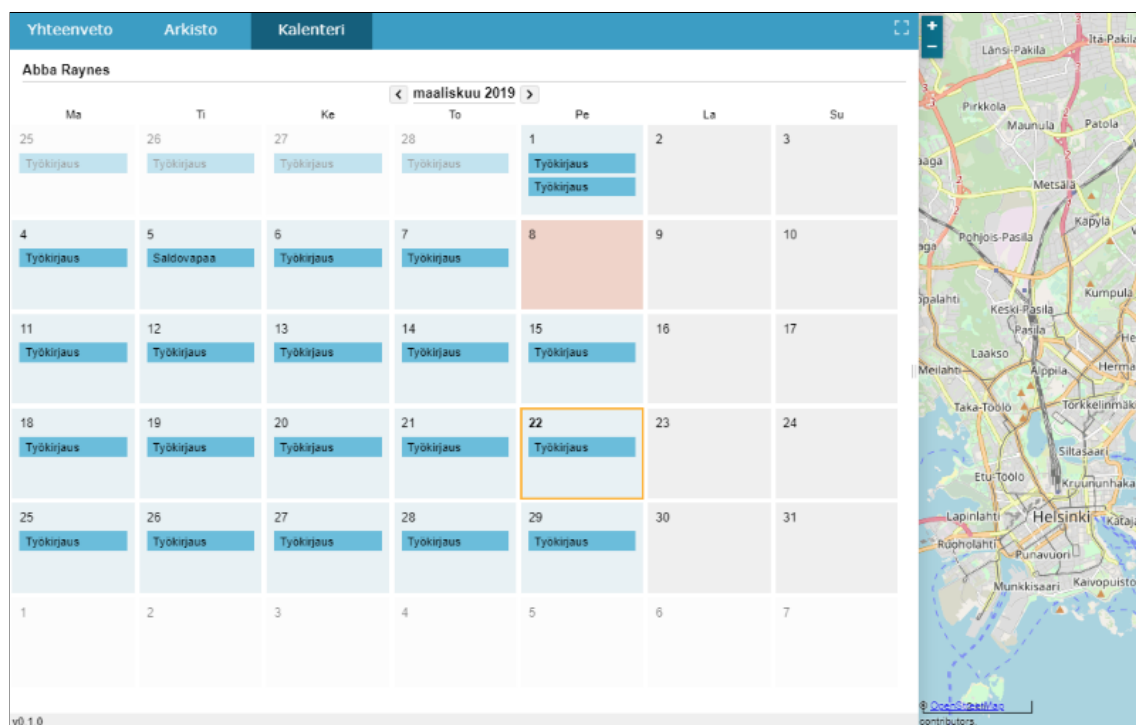 Yhteenveto Arkisto Kalenteri
Abba Raynes
< maaliskuu 2019 >
Ma Ti Ke To Pe La Su
25 26 27 28 1 2 3
Työkirjaus Työkirjaus Työkirjaus Työkirjaus Työkirjaus
Työkirjaus
4 5 6 7 8 9 10
Työkirjaus Saldovapaa Työkirjaus Työkirjaus
11 12 13 14 15 16 17
Työkirjaus Työkirjaus Työkirjaus Työkirjaus Työkirjaus
18 19 20 21 22 23 24
Työkirjaus Työkirjaus Työkirjaus Työkirjaus Työkirjaus
25 26 27 28 29 30 31
Työkirjaus Työkirjaus Työkirjaus Työkirjaus Työkirjaus
1 2 3 4 5 6 7
v0.1.0
+
−
Itä-Pakila
Länsi-Pakila
Pirkkola
Maunula Patola
Metsälä
Käpylä
Pohjois-Pasila
Kumpula
Keski-Pasila
Pasila
Laakso
Meilahti Alppila
Taka-Töölö Torkkelinmäki
Siltasaari
Etu-Töölö Kruununhaka
Lapinlahti Helsinki
Ruoholahti
Punavuori
Munkkisaari Kaivopuisto
© OpenStreetMap
contributors